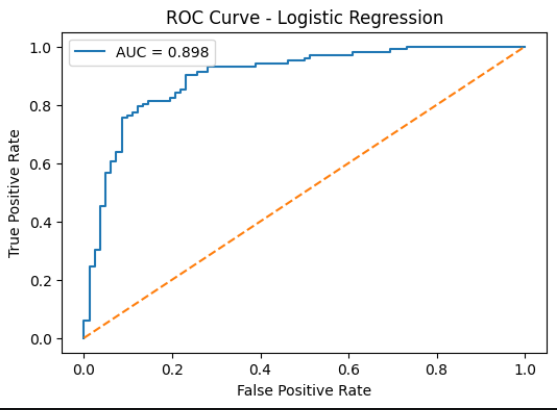 ROC Curve - Logistic Regression
AUC = 0.898
True Positive Rate
1.0
0.8
0.6
0.4
0.2
0.0
0.0 0.2 0.4 0.6 0.8 1.0
False Positive Rate